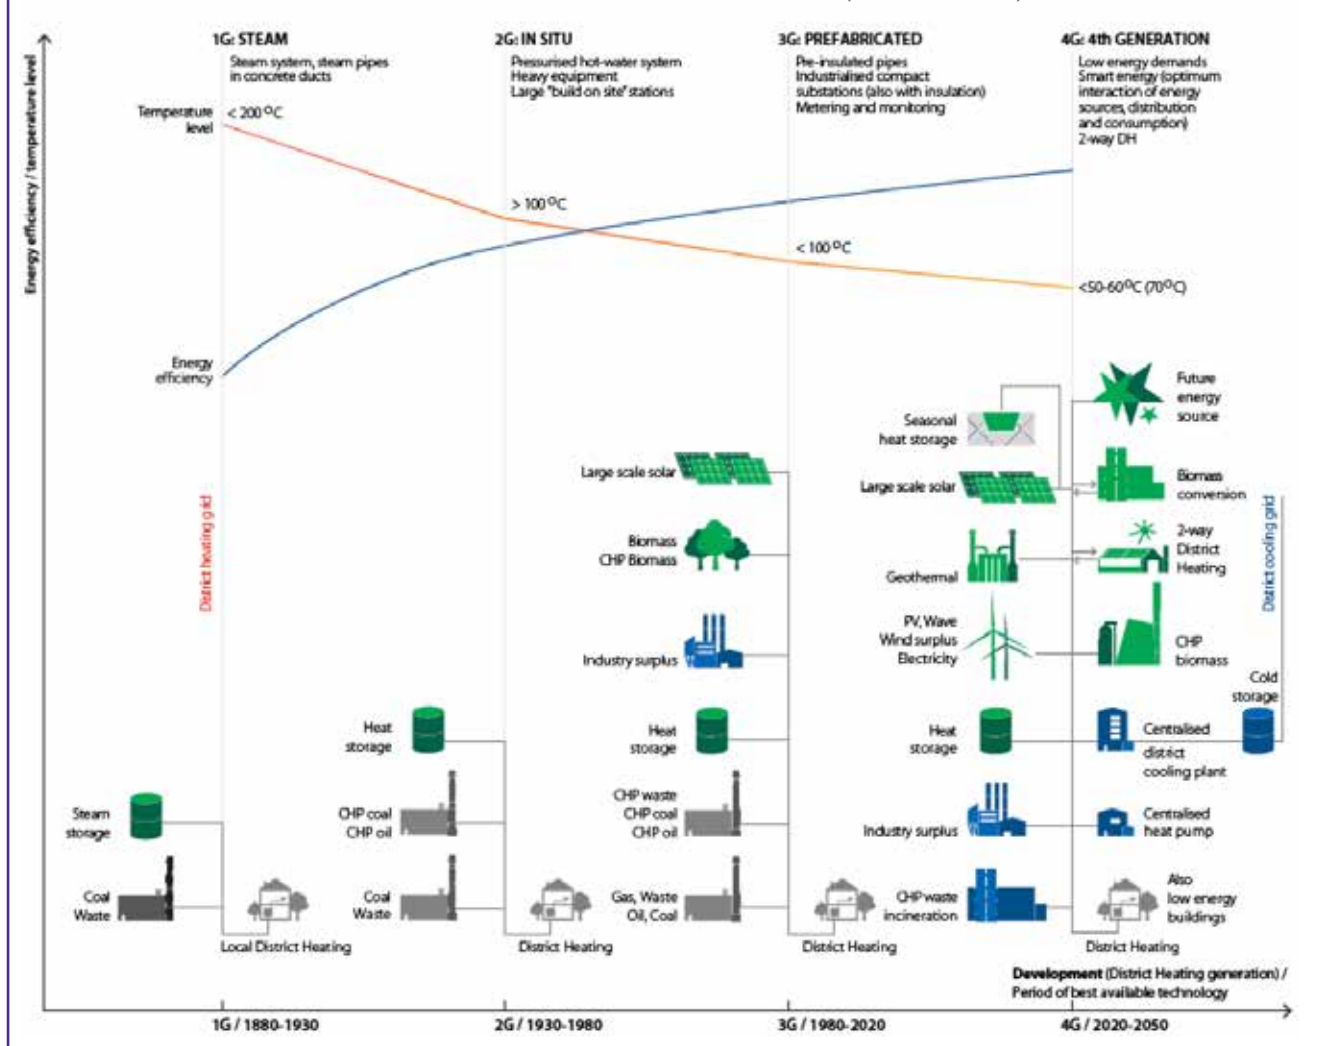 1G: STEAM
Steam system, steam pipes
in concrete ducts
2G: IN SITU
Pressurised hot-water system
Heavy equipment
Large "build on site" stations
3G: PREFABRICATED
Pre-insulated pipes
Industrialised compact
substations (also with insulation)
Metering and monitoring
4G: 4th GENERATION
Low energy demands
Smart energy (optimum
interaction of energy
sources, distribution
and consumption)
2-way DH
Energy efficiency / temperature level
Temperature
level
< 200 °C
> 100 °C
< 100 °C
<50-60°C (70°C)
Energy
efficiency
District heating grid
Steam
storage
Coal
Waste
Local District Heating
Heat
storage
CHP coal
CHP oil
Coal
Waste
District Heating
Large scale solar
Biomass
CHP Biomass
Industry surplus
Heat
storage
CHP waste
CHP coal
CHP oil
Gas, Waste
Oil, Coal
District Heating
Seasonal
heat storage
Large scale solar
Geothermal
PV, Wave
Wind surplus
Electricity
Heat
storage
Industry surplus
CHP waste
incineration
Future
energy
source
Biomass
conversion
2-way
District
Heating
CHP
biomass
Centralised
district
cooling plant
Centralised
heat pump
Also
low energy
buildings
District Heating
District cooling grid
Cold
storage
Development (District Heating generation) /
Period of best available technology
1G / 1880-1930
2G / 1930-1980
3G / 1980-2020
4G / 2020-2050